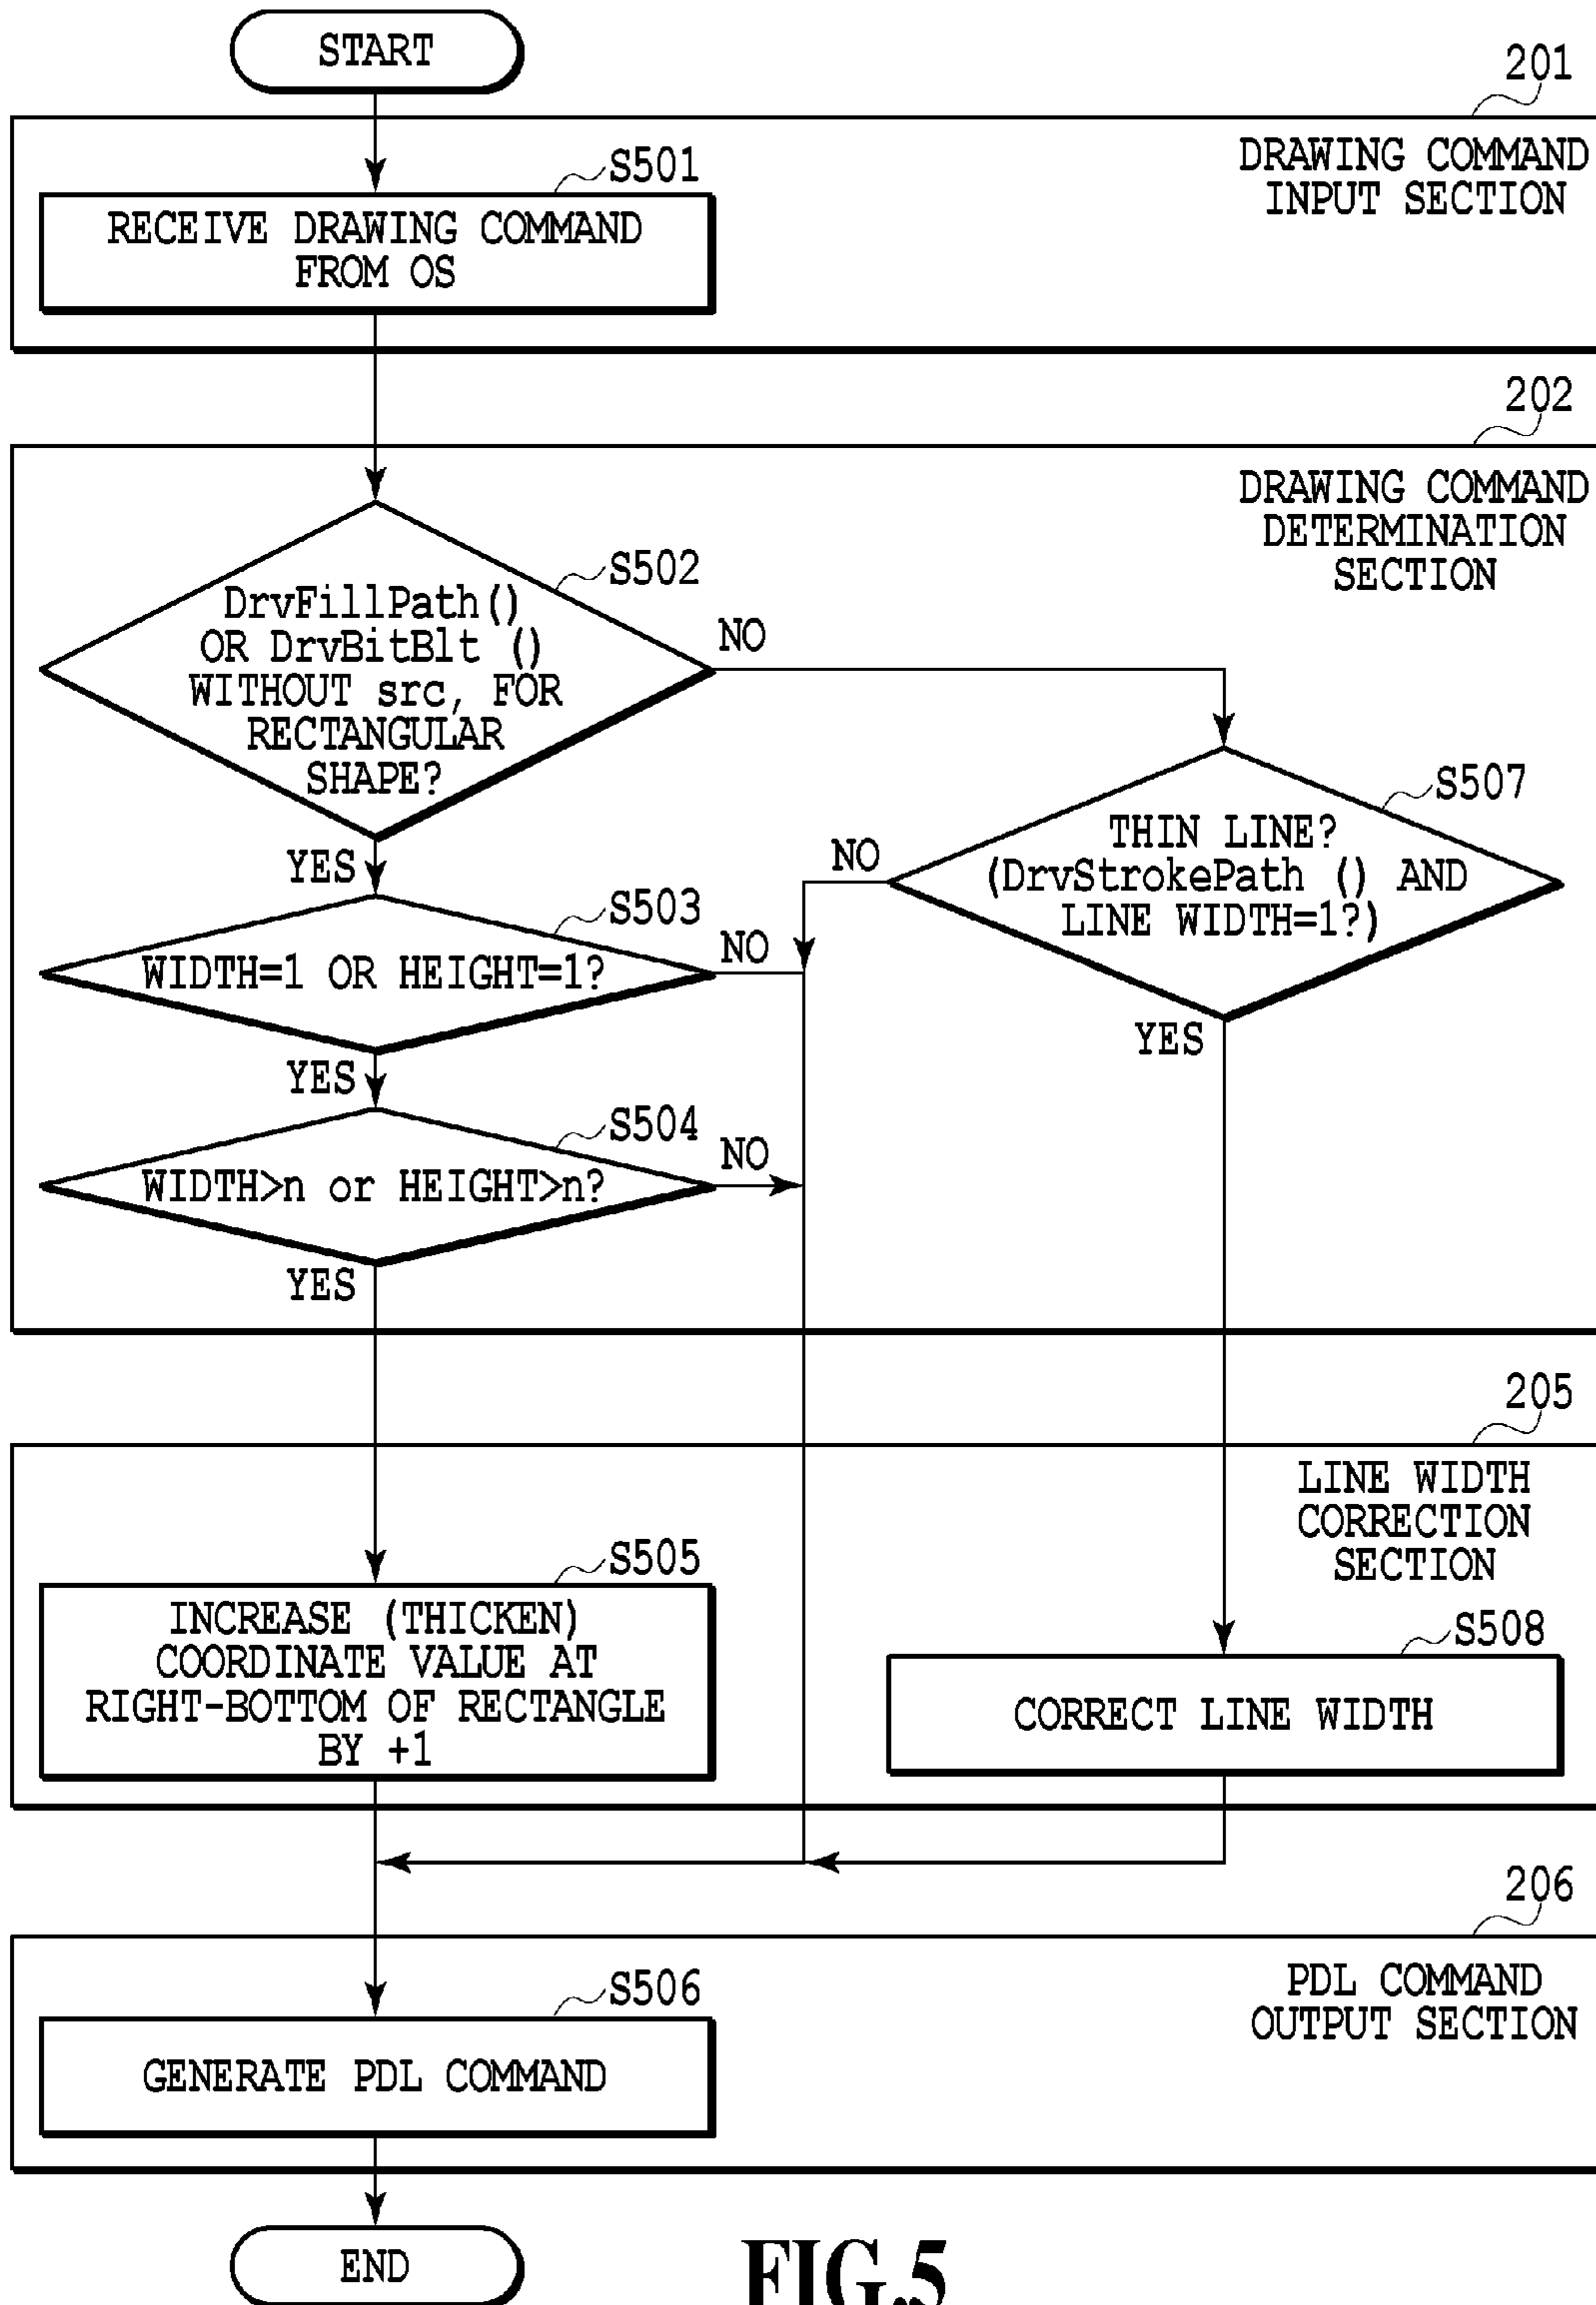 START
201
DRAWING COMMAND
INPUT SECTION
S501
RECEIVE DRAWING COMMAND
FROM OS
202
DRAWING COMMAND
DETERMINATION
SECTION
S502
DrvFillPath()
OR DrvBitBlt ()
WITHOUT src, FOR
RECTANGULAR
SHAPE?
NO
YES
S507
THIN LINE?
(DrvStrokePath () AND
LINE WIDTH=1?)
NO
YES
S503
WIDTH=1 OR HEIGHT=1?
NO
YES
S504
WIDTH>n or HEIGHT>n?
NO
YES
205
LINE WIDTH
CORRECTION
SECTION
S505
INCREASE (THICKEN)
COORDINATE VALUE AT
RIGHT-BOTTOM OF RECTANGLE
BY +1
S508
CORRECT LINE WIDTH
206
PDL COMMAND
OUTPUT SECTION
S506
GENERATE PDL COMMAND
END
FIG.5